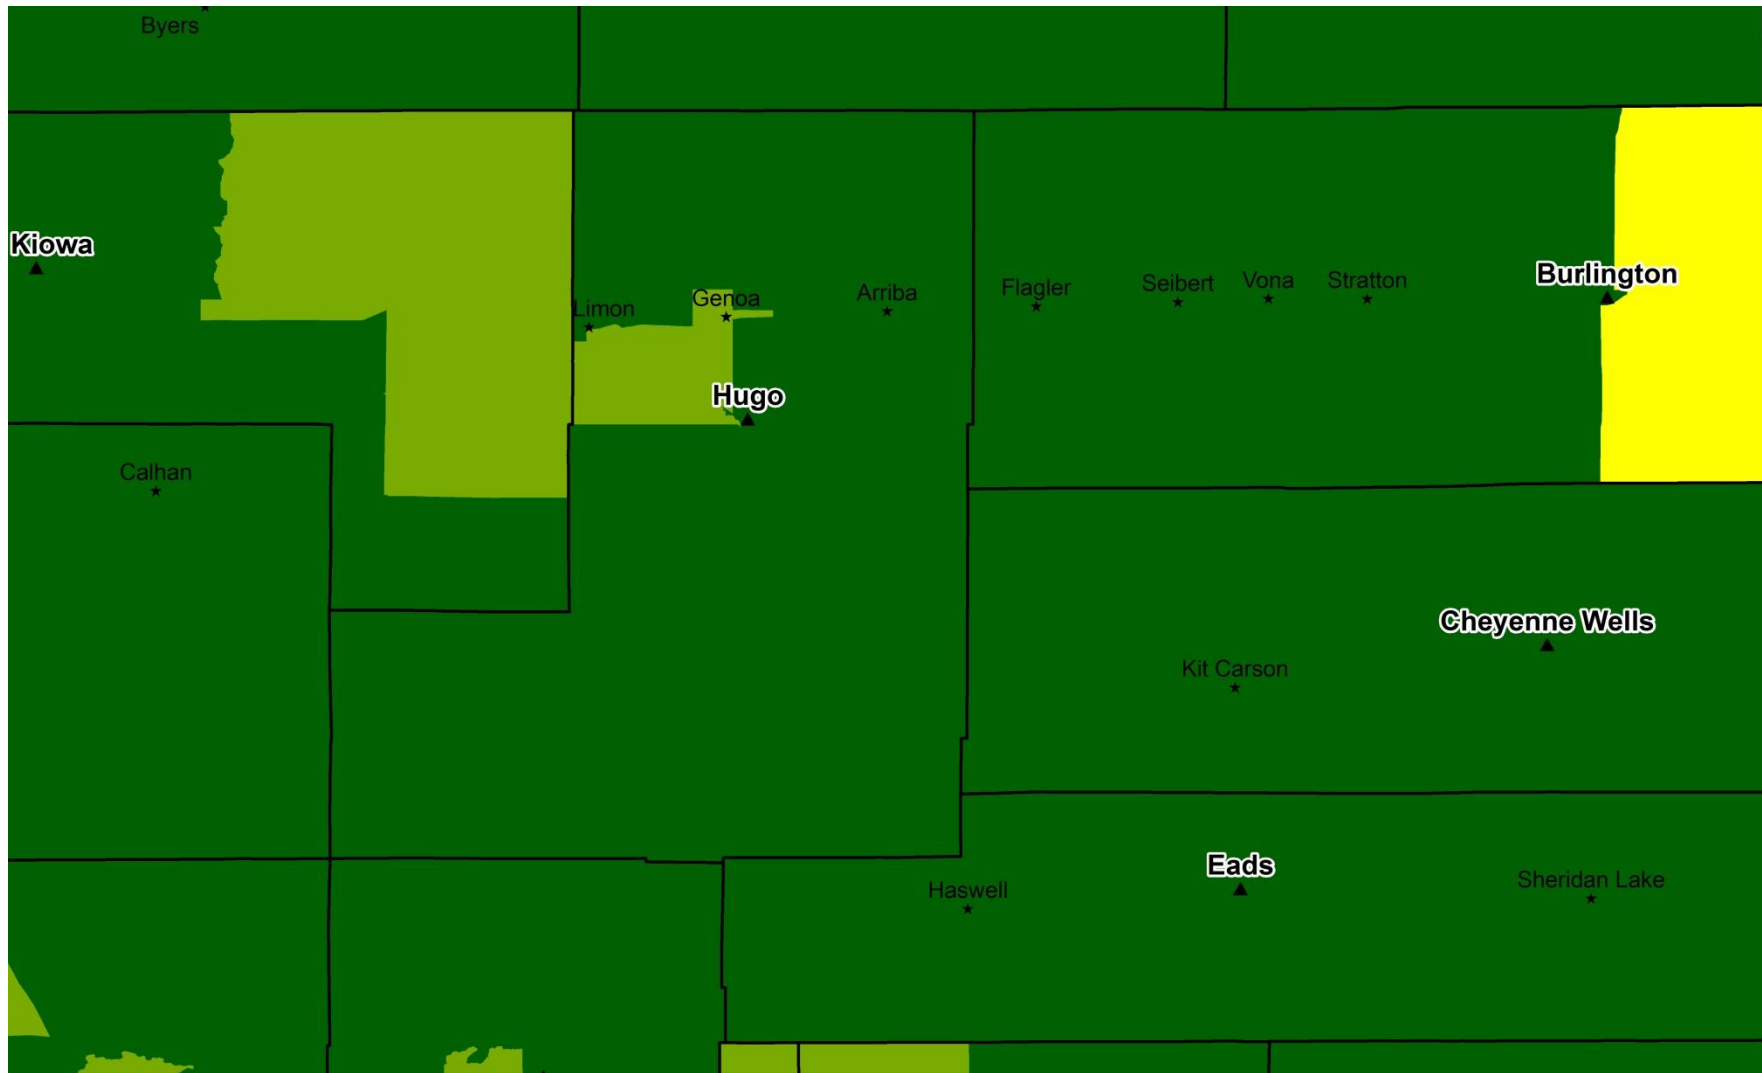 Byers
Kiowa
Limon
Genoa
Arriba
Flagler
Seibert
Vona
Stratton
Burlington
Hugo
Calhan
Cheyenne Wells
Kit Carson
Haswell
Eads
Sheridan Lake